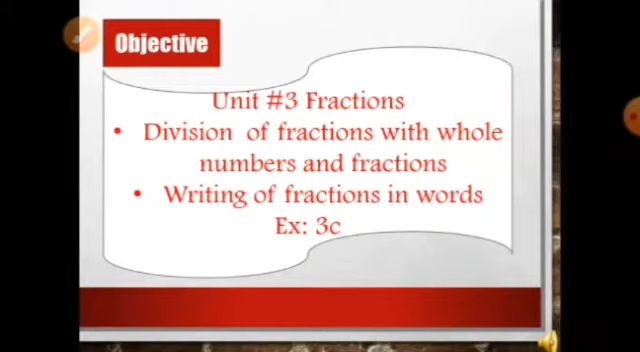 Objective
Unit #3 Fractions
• Division of fractions with whole
numbers and fractions
• Writing of fractions in words
Ex: 3c